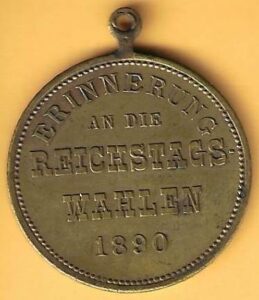 ERINNERUNG
AN DIE
REICHSTAGS-
WAHLEN
1890